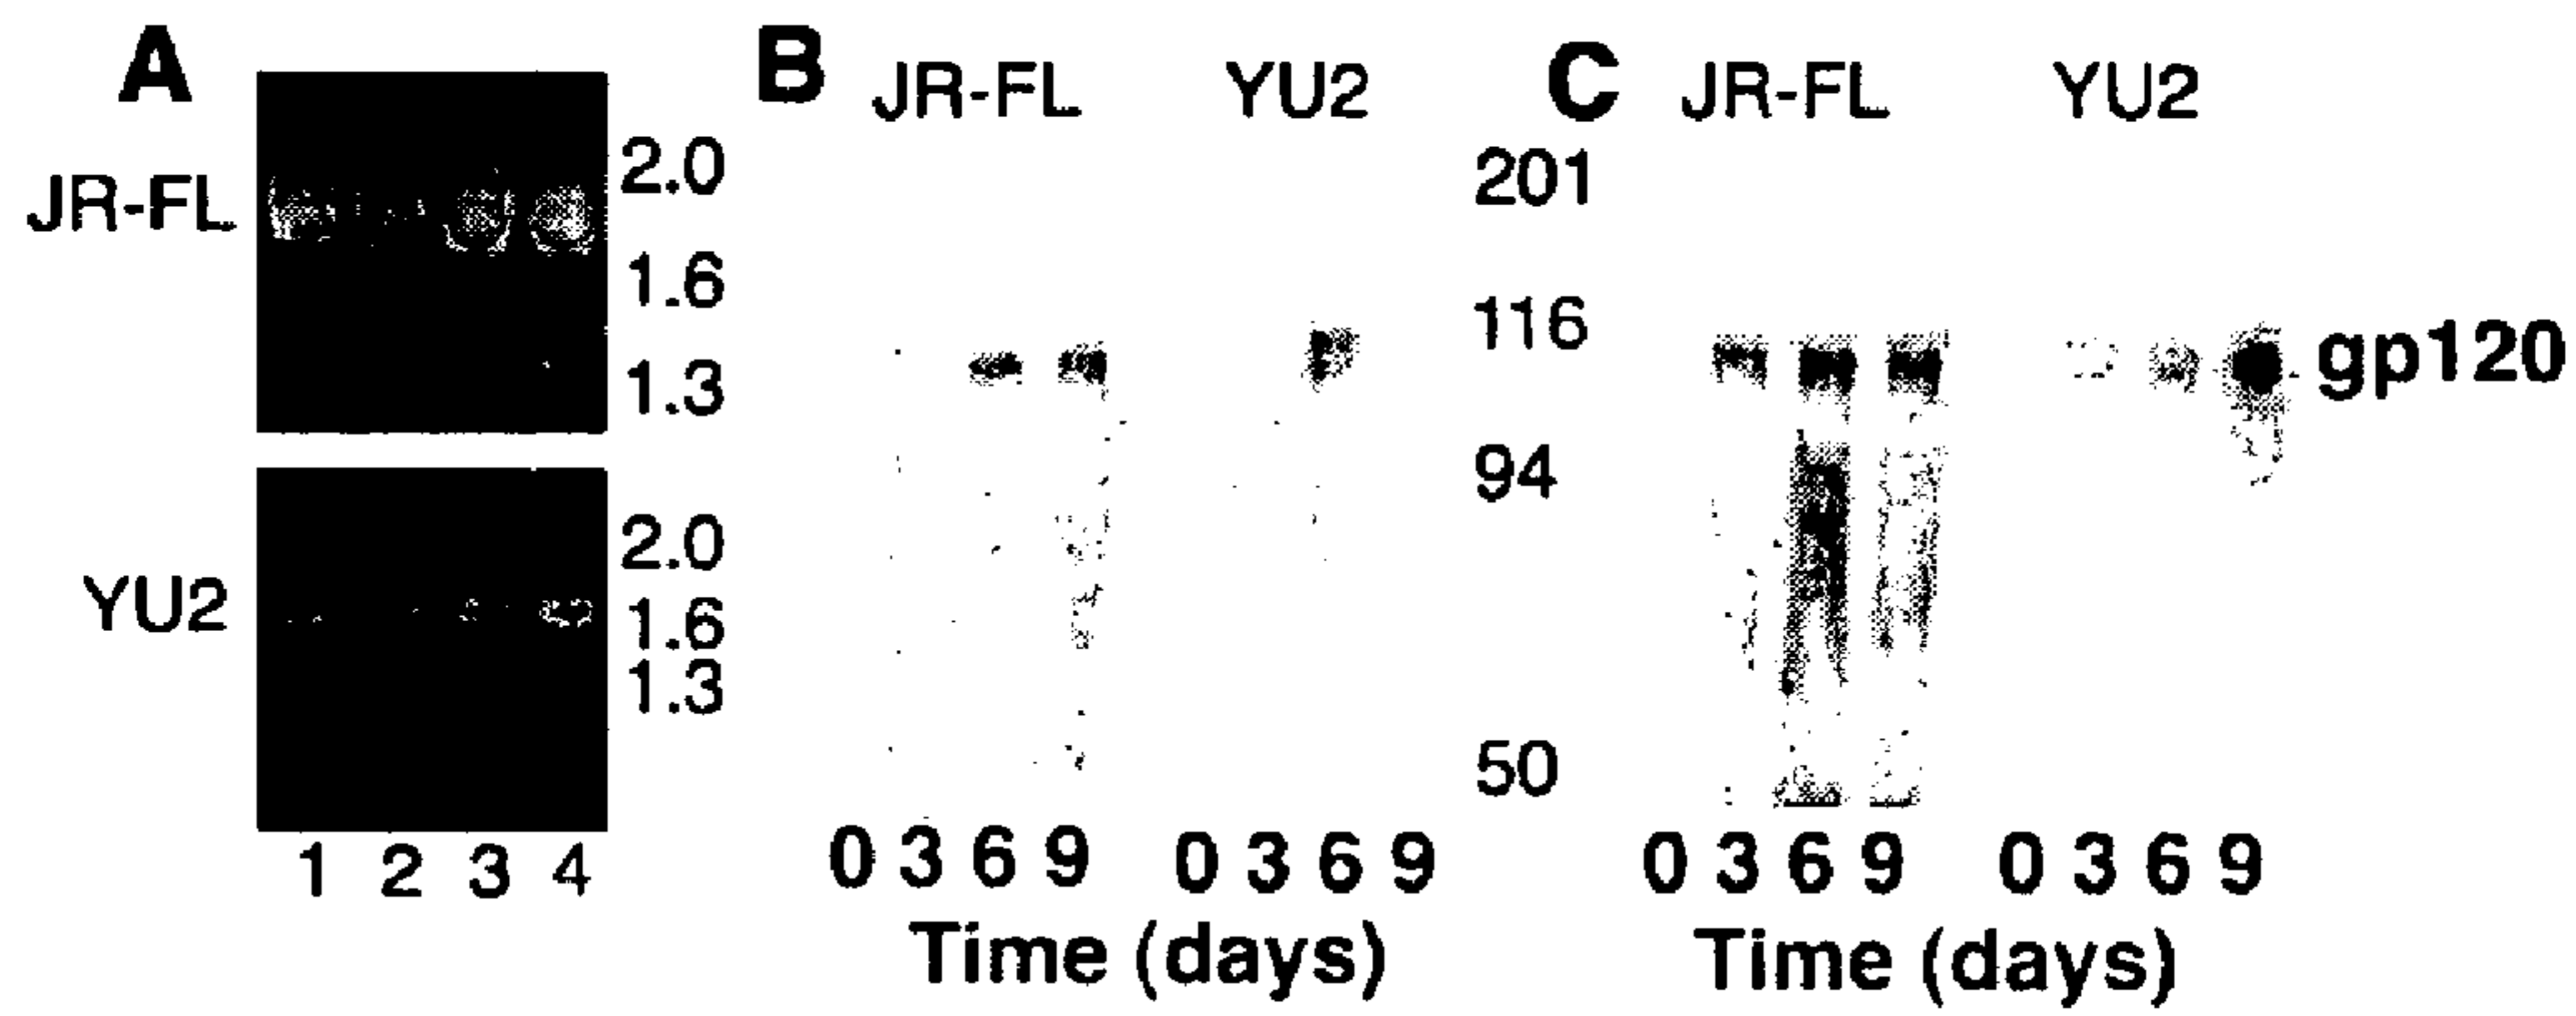 A
JR-FL
2.0
1.6
1.3
YU2
2.0
1.6
1.3
1 2 3 4
B
JR-FL YU2
0 3 6 9 0 3 6 9
Time (days)
C
JR-FL YU2
201
116
94
50
gp120
0 3 6 9 0 3 6 9
Time (days)